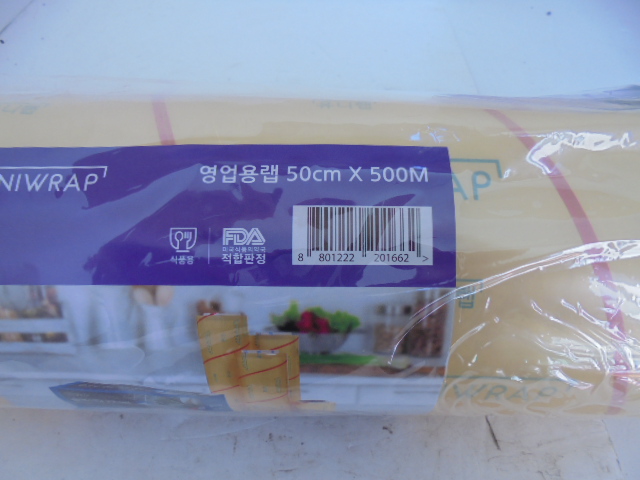 NIWRAP
영업용랩 50cm X 500M
식품용
FDA
미국식품의약국
적합판정
8 801222 201662 >
AP